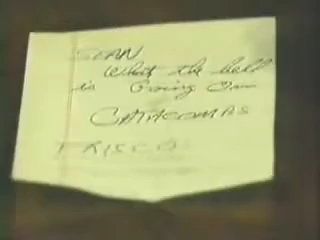 SEAN
What the hell
is Going On
CATACOMBS
FRISCO